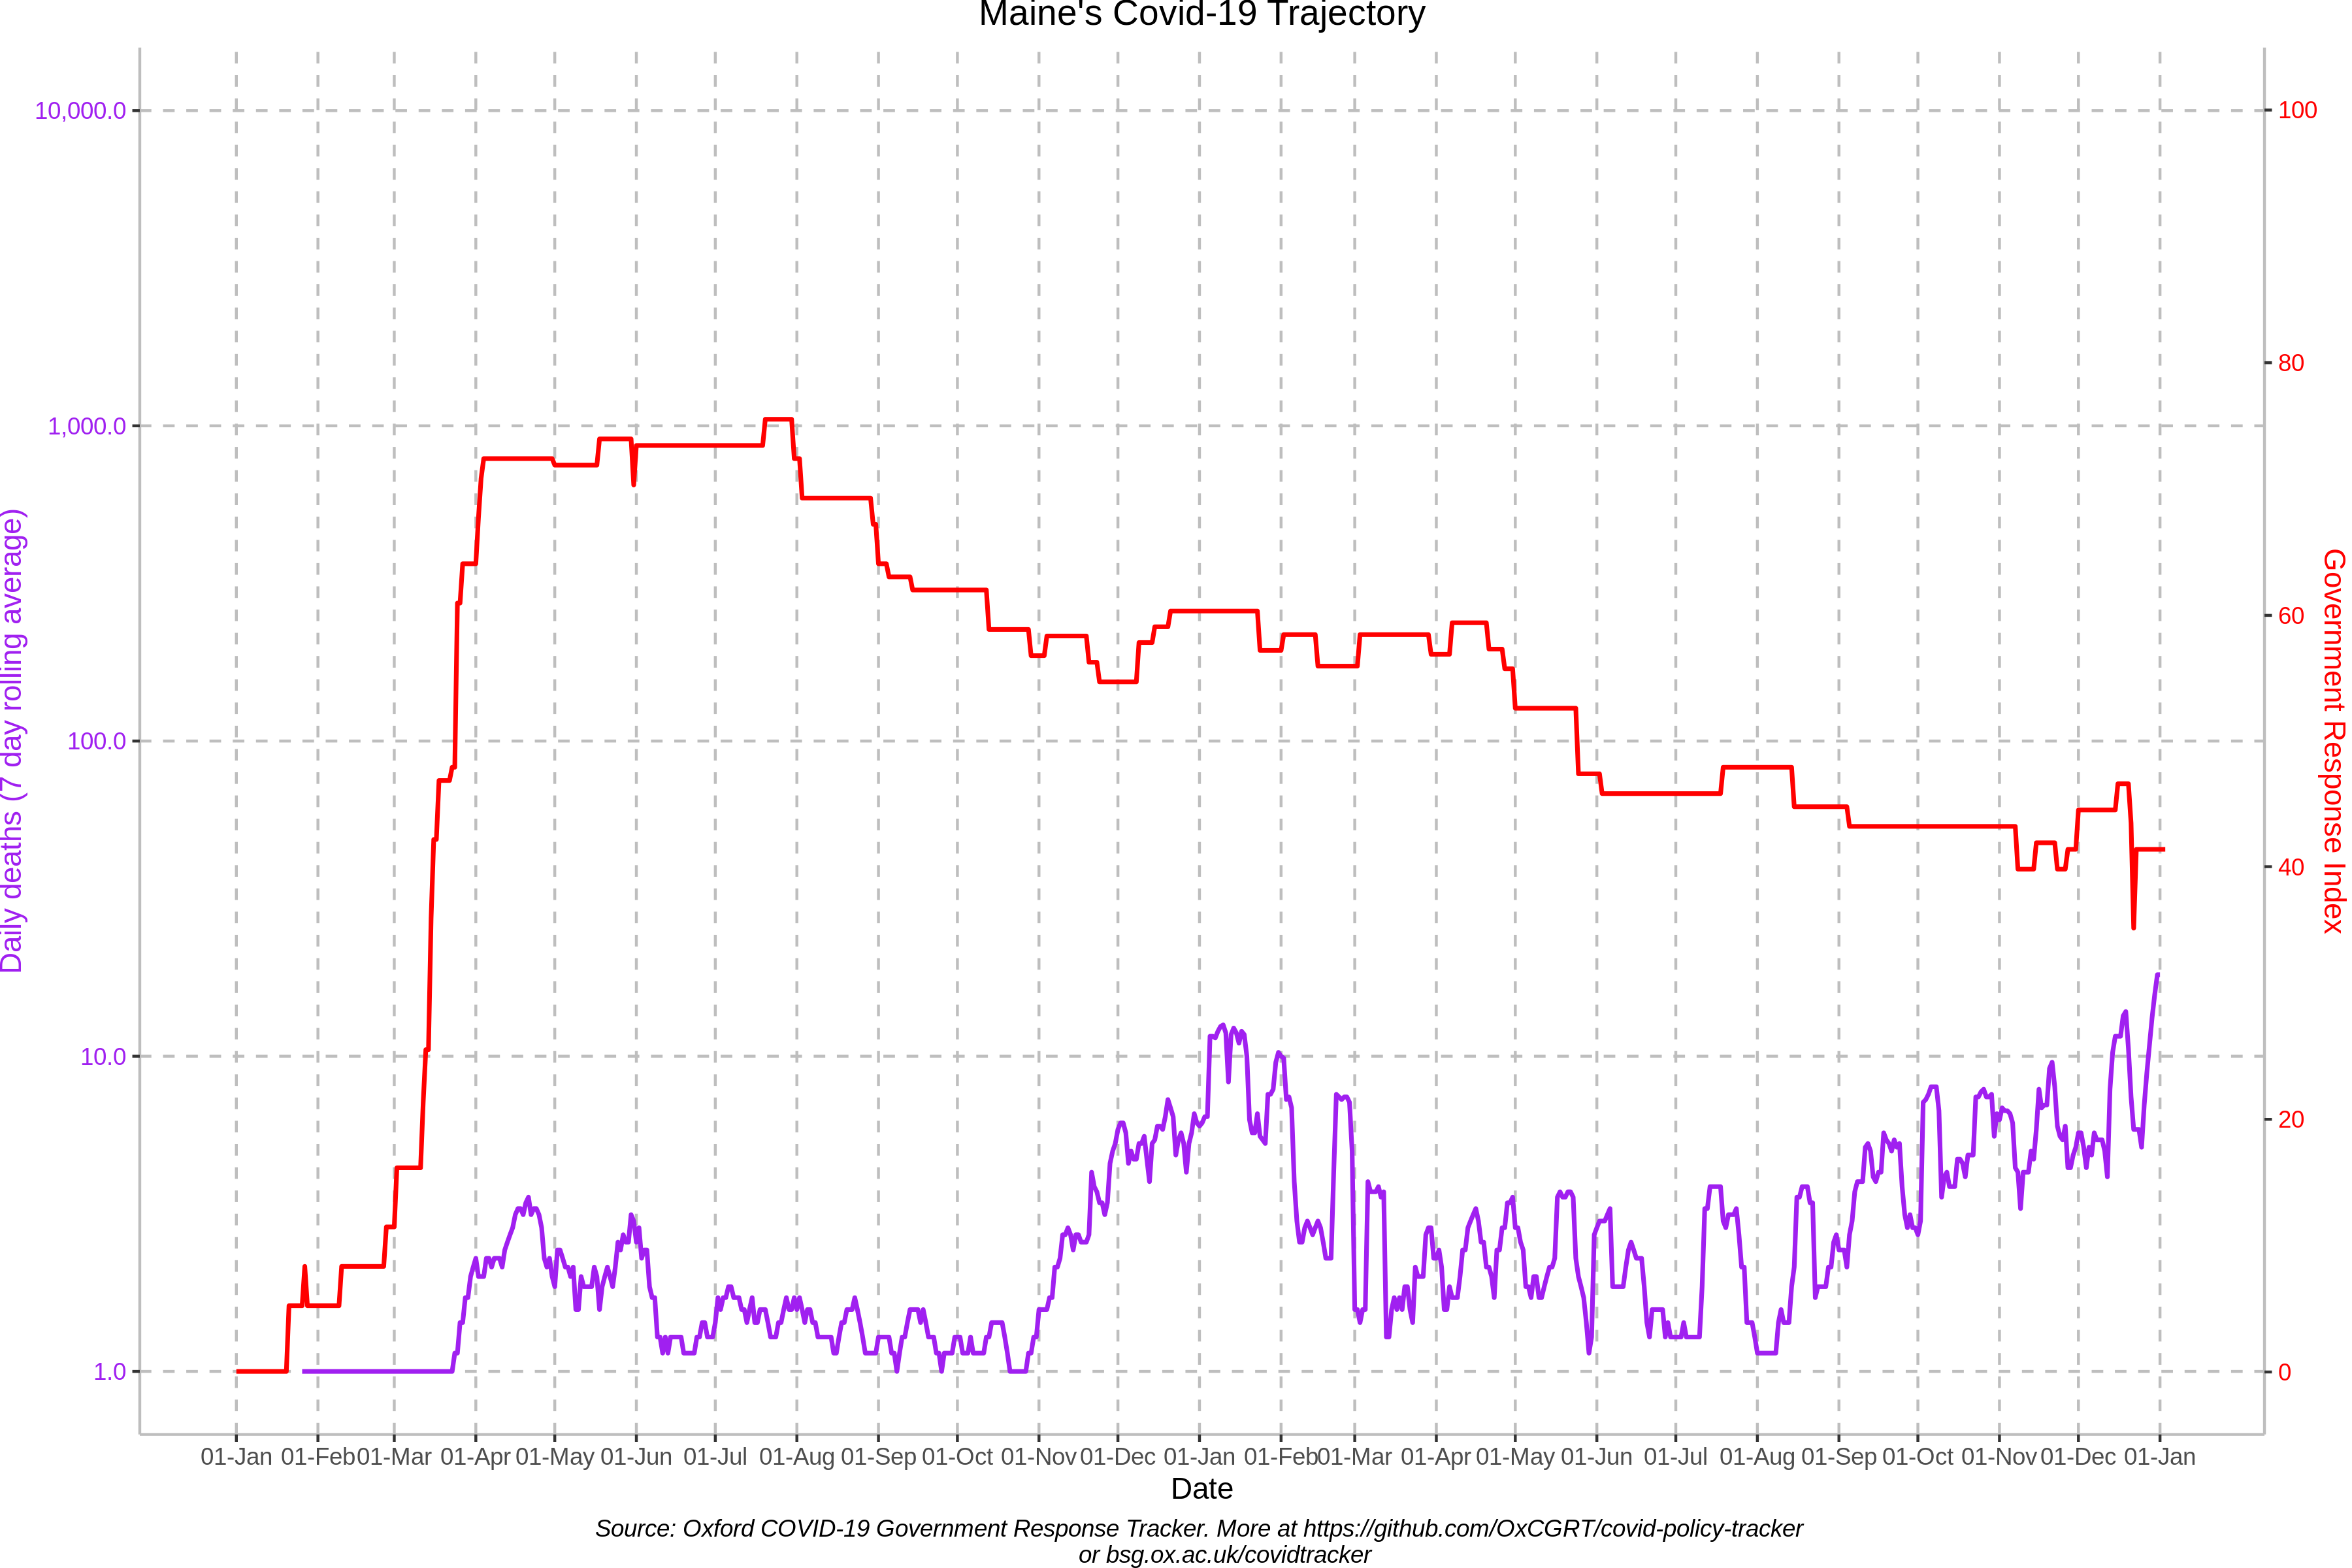 Maine's Covid-19 Trajectory
Daily deaths (7 day rolling average)
10,000.0
1,000.0
100.0
10.0
1.0
100
80
60
40
20
0
Government Response Index
01-Jan 01-Feb 01-Mar 01-Apr 01-May 01-Jun 01-Jul 01-Aug 01-Sep 01-Oct 01-Nov 01-Dec 01-Jan 01-Feb 01-Mar 01-Apr 01-May 01-Jun 01-Jul 01-Aug 01-Sep 01-Oct 01-Nov 01-Dec 01-Jan
Date
Source: Oxford COVID-19 Government Response Tracker. More at https://github.com/OxCGRT/covid-policy-tracker
or bsg.ox.ac.uk/covidtracker